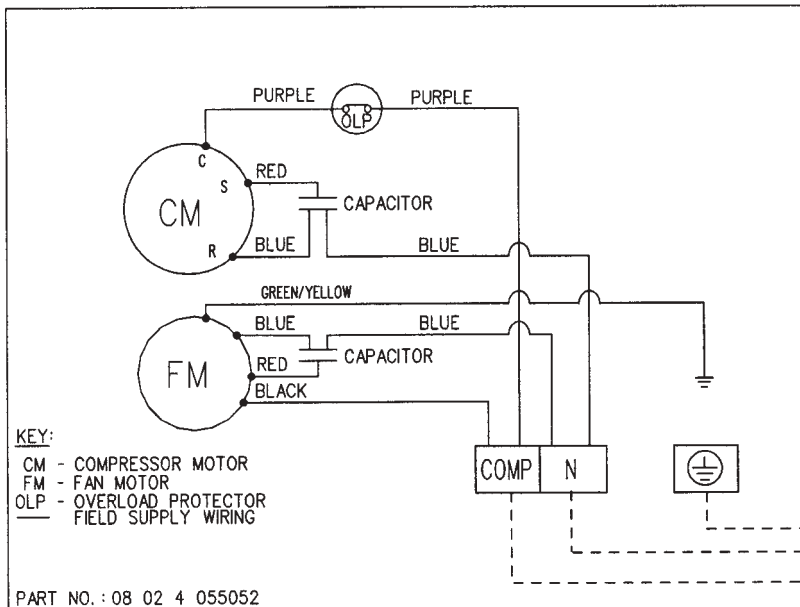 PURPLE
PURPLE
OLP
C
RED
S
CM
CAPACITOR
R
BLUE
BLUE
GREEN/YELLOW
BLUE
BLUE
FM
RED
CAPACITOR
BLACK
KEY:
CM - COMPRESSOR MOTOR
FM - FAN MOTOR
OLP - OVERLOAD PROTECTOR
FIELD SUPPLY WIRING
COMP
N
PART NO.: 08 02 4 055052